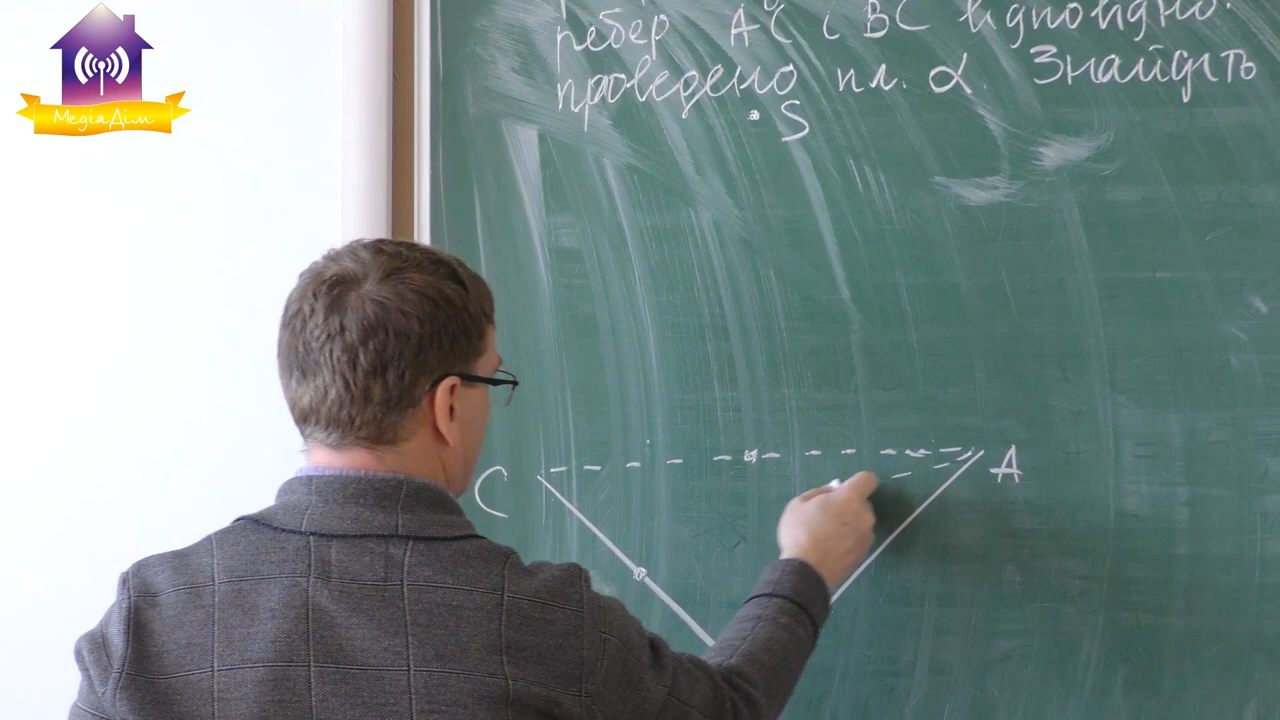 МедіаДім
ребер AC і BC відповідно.
проведено пл. α. Знайдіть
S
C
A